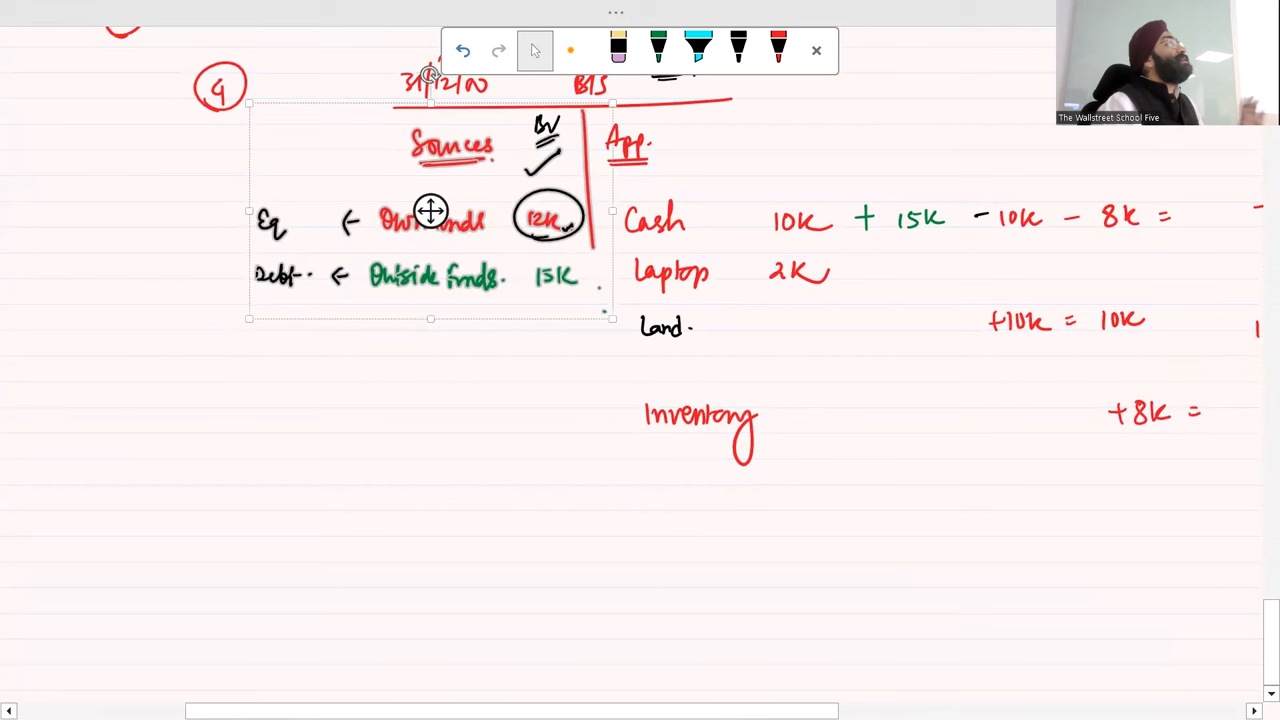 The Wallstreet School Five
4
31/12/00 B/S
Sources BV App.
Eq ← Own funds 12K Cash 10K + 15K - 10K - 8K =
Debt. ← Outside funds. 15K Laptop 2K
Land. +10K = 10K
Inventory +8K =